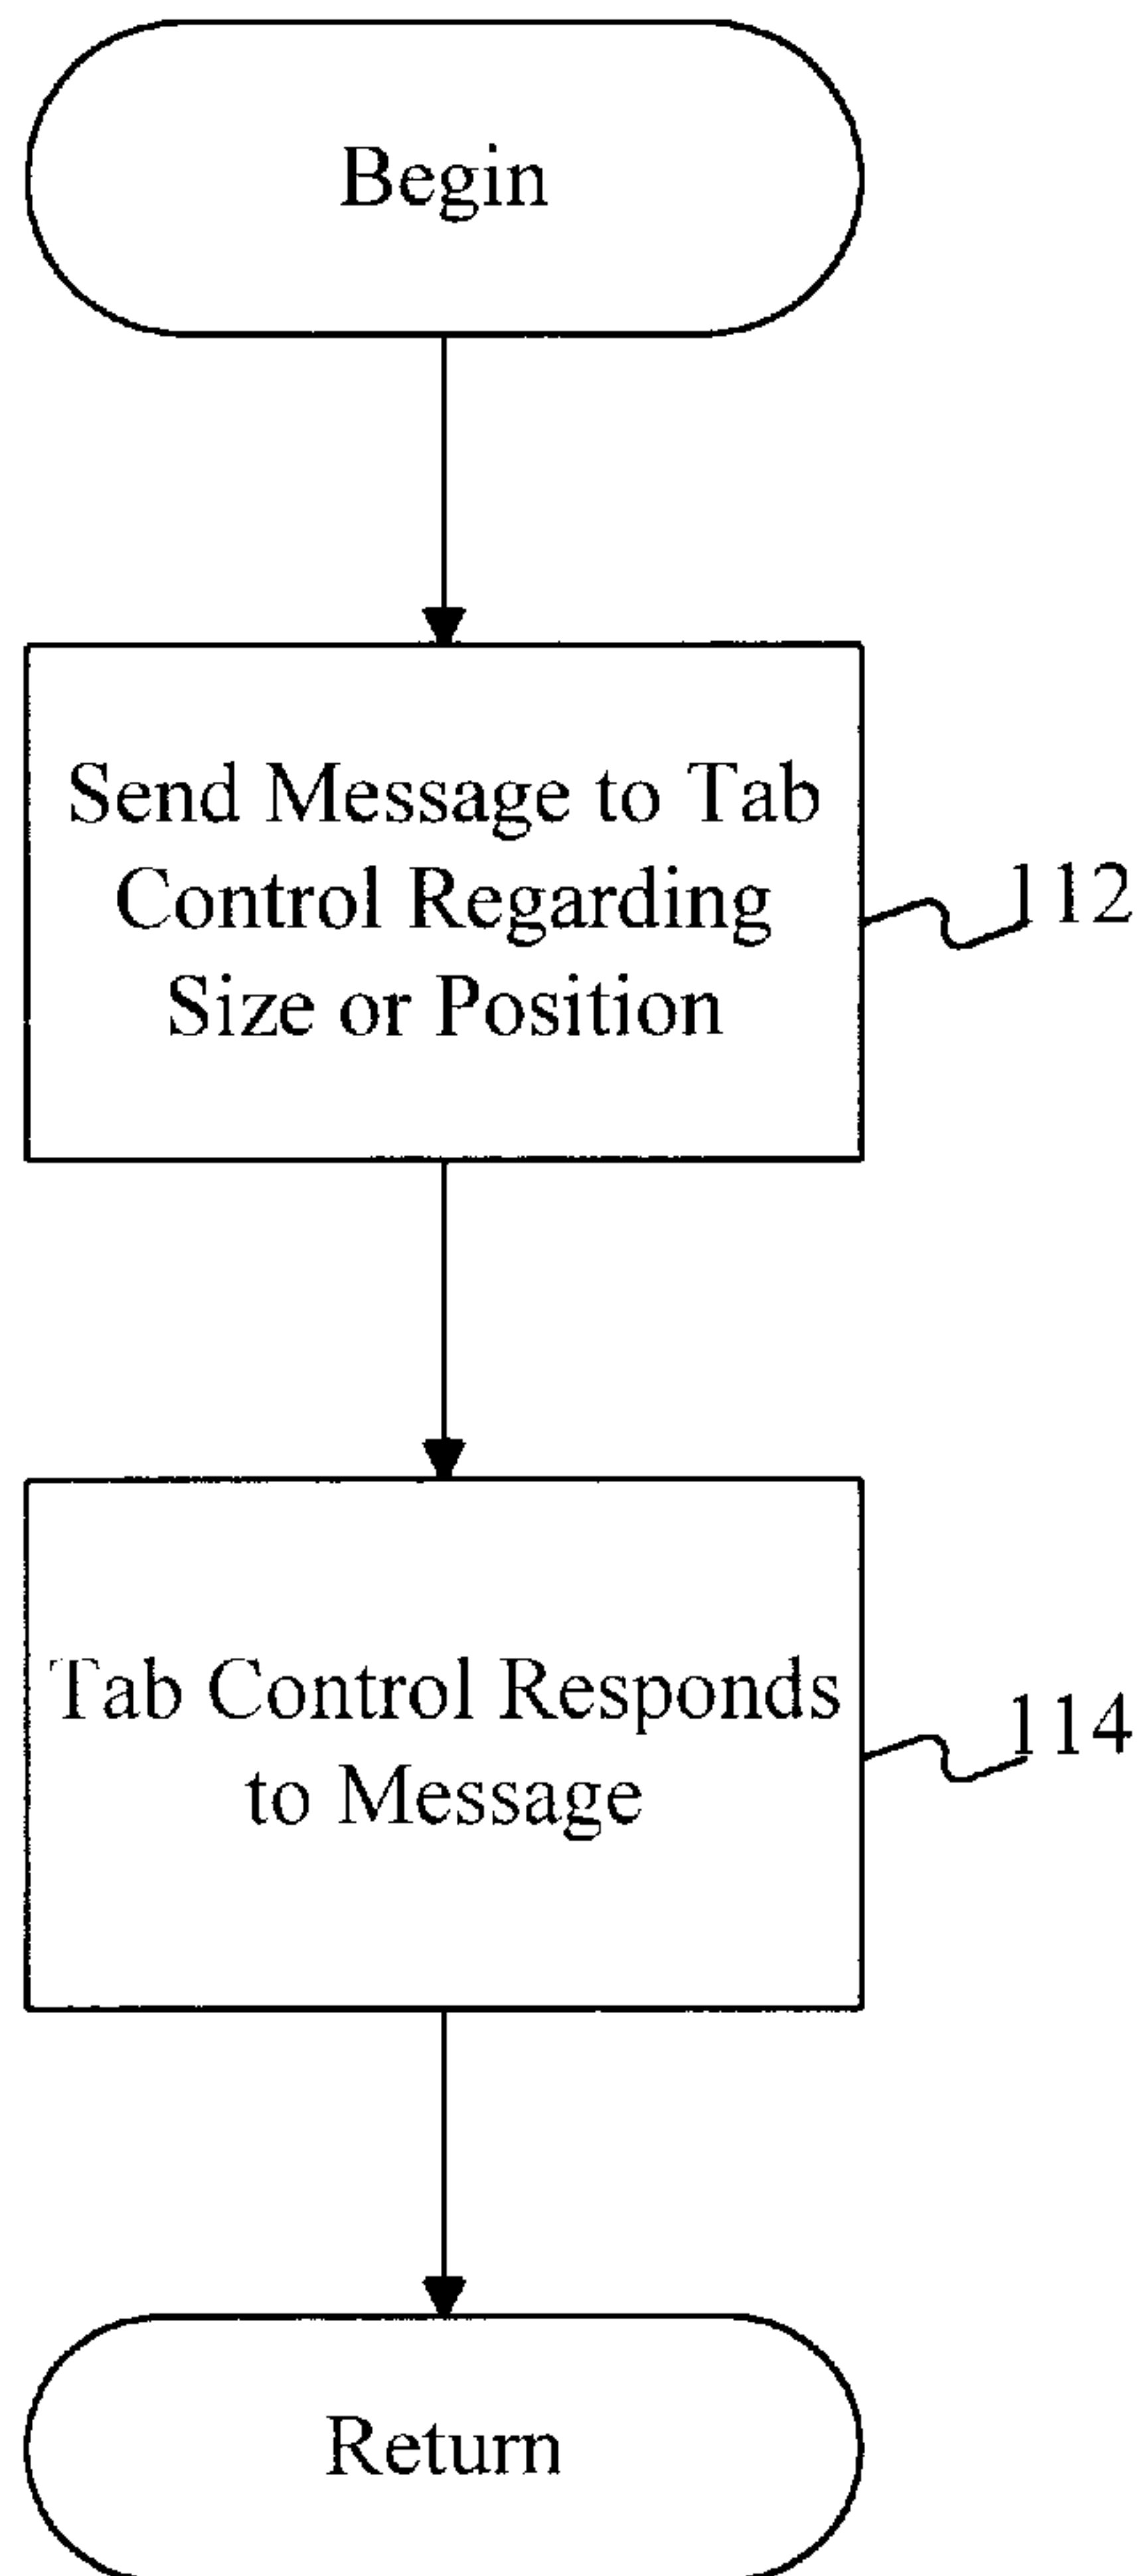 Begin
Send Message to Tab
Control Regarding
Size or Position
112
Tab Control Responds
to Message
114
Return